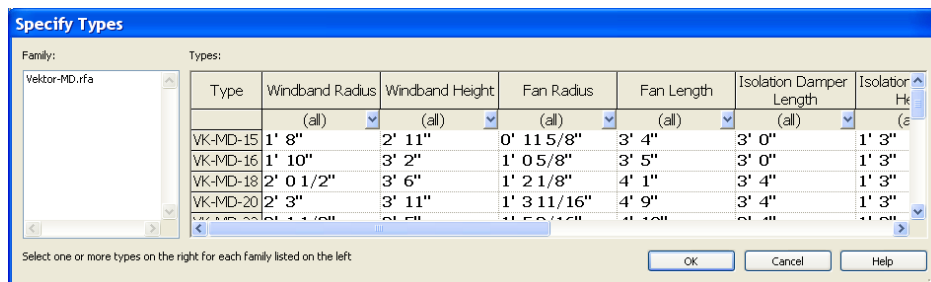 Specify Types
Family: Types:
Vektor-MD.rfa
Type Windband Radius Windband Height Fan Radius Fan Length Isolation Damper Length Isolation
(all) (all) (all) (all) (all)
VK-MD-15 1' 8" 2' 11" 0' 11 5/8" 3' 4" 3' 0" 1' 3"
VK-MD-16 1' 10" 3' 2" 1' 0 5/8" 3' 5" 3' 0" 1' 3"
VK-MD-18 2' 0 1/2" 3' 6" 1' 2 1/8" 4' 1" 3' 4" 1' 3"
VK-MD-20 2' 3" 3' 11" 1' 3 11/16" 4' 9" 3' 4" 1' 3"
Select one or more types on the right for each family listed on the left
OK Cancel Help